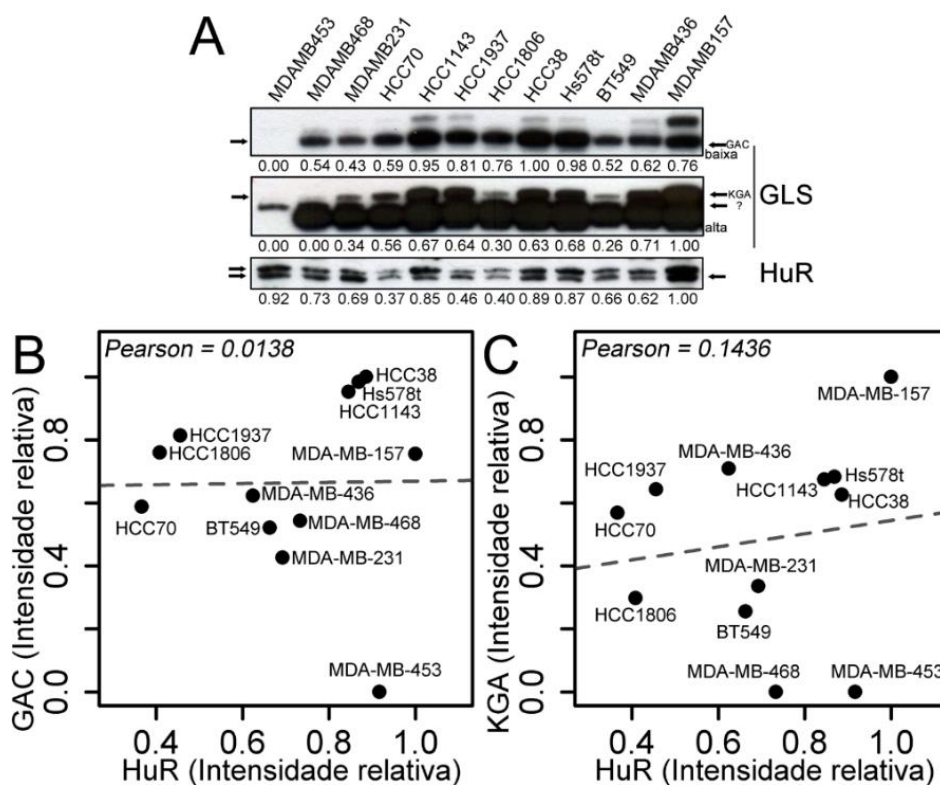 A
MDAMB453 MDAMB468 MDAMB231 HCC70 HCC1143 HCC1937 HCC1806 HCC38 Hs578t BT549 MDAMB436 MDAMB157
GAC
baixa
0.00 0.54 0.43 0.59 0.95 0.81 0.76 1.00 0.98 0.52 0.62 0.76
KGA
?
alta
GLS
0.00 0.00 0.34 0.56 0.67 0.64 0.30 0.63 0.68 0.26 0.71 1.00
HuR
0.92 0.73 0.69 0.37 0.85 0.46 0.40 0.89 0.87 0.66 0.62 1.00
B
Pearson = 0.0138
HCC38
Hs578t
HCC1143
HCC1937
HCC1806
MDA-MB-157
MDA-MB-436
HCC70
BT549
MDA-MB-468
MDA-MB-231
MDA-MB-453
GAC (Intensidade relativa)
0.0 0.4 0.8
0.4 0.6 0.8 1.0
HuR (Intensidade relativa)
C
Pearson = 0.1436
MDA-MB-157
MDA-MB-436
HCC1937
HCC1143
Hs578t
HCC38
HCC70
MDA-MB-231
HCC1806
BT549
MDA-MB-468
MDA-MB-453
KGA (Intensidade relativa)
0.0 0.4 0.8
0.4 0.6 0.8 1.0
HuR (Intensidade relativa)